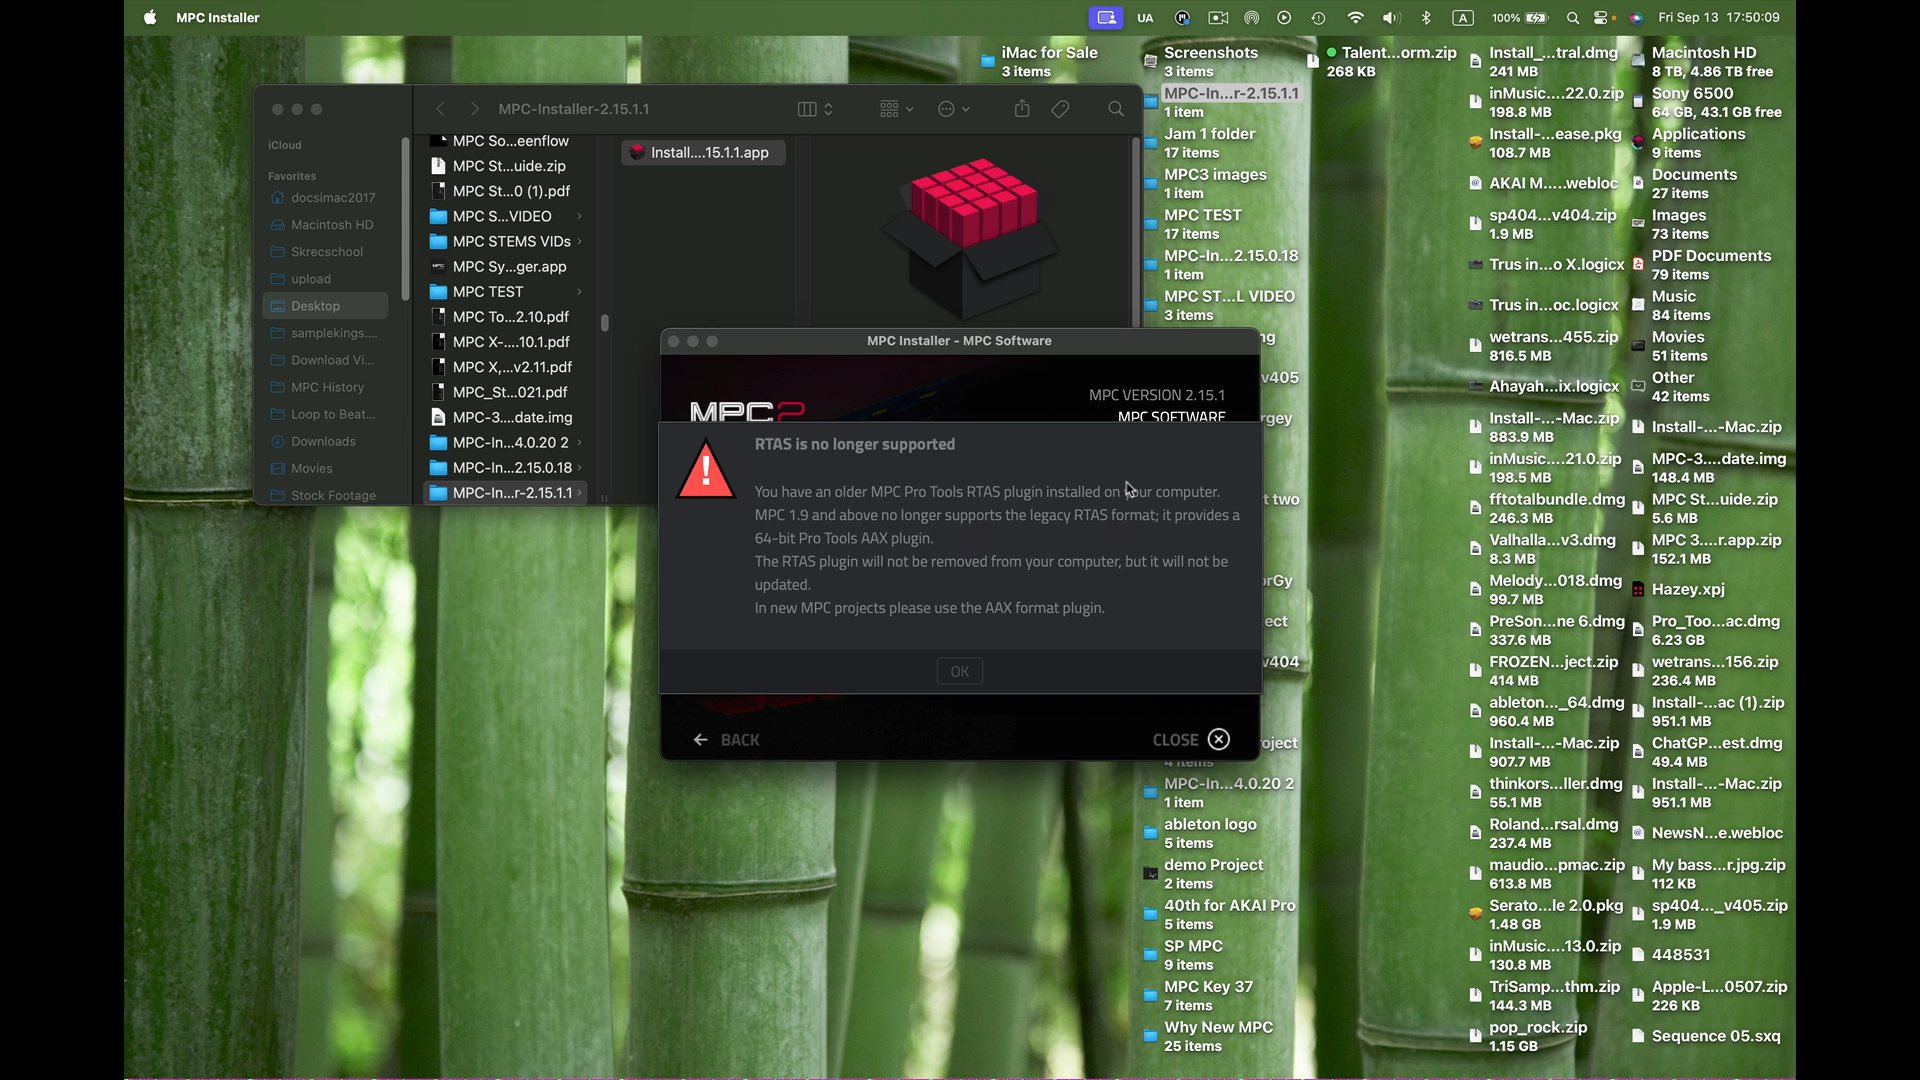 MPC Installer
UA
A
100%
Fri Sep 13 17:50:09
MPC-Installer-2.15.1.1
iCloud
Favorites
docsimac2017
Macintosh HD
Skrecschool
upload
Desktop
samplekings....
Download Vi...
MPC History
Loop to Beat...
Downloads
Movies
Stock Footage
MPC So...eenflow
MPC St...uide.zip
MPC St...0 (1).pdf
MPC S...VIDEO
MPC STEMS VIDs
MPC Sy...ger.app
MPC TEST
MPC To...2.10.pdf
MPC X-....10.1.pdf
MPC X,...v2.11.pdf
MPC_St...021.pdf
MPC-3....date.img
MPC-In...4.0.20 2
MPC-In...2.15.0.18
MPC-In...r-2.15.1.1
Install....15.1.1.app
MPC Installer - MPC Software
MPC2
MPC VERSION 2.15.1
MPC SOFTWARE
RTAS is no longer supported
You have an older MPC Pro Tools RTAS plugin installed on your computer.
MPC 1.9 and above no longer supports the legacy RTAS format; it provides a
64-bit Pro Tools AAX plugin.
The RTAS plugin will not be removed from your computer, but it will not be
updated.
In new MPC projects please use the AAX format plugin.
OK
BACK
CLOSE
iMac for Sale
3 items
Screenshots
3 items
MPC-In...r-2.15.1.1
1 item
Jam 1 folder
17 items
MPC3 images
1 item
MPC TEST
17 items
MPC-In...2.15.0.18
1 item
MPC ST...L VIDEO
3 items
ng
v405
rgey
t two
orGy
ect
v404
oject
4 items
MPC-In...4.0.20 2
1 item
ableton logo
5 items
demo Project
2 items
40th for AKAI Pro
5 items
SP MPC
9 items
MPC Key 37
7 items
Why New MPC
25 items
Talent...orm.zip
268 KB
Install_...tral.dmg
241 MB
inMusic....22.0.zip
198.8 MB
Install-...ease.pkg
108.7 MB
AKAI M.....webloc
sp404...v404.zip
1.9 MB
Trus in...o X.logicx
Trus in...oc.logicx
wetrans...455.zip
816.5 MB
Ahayah...ix.logicx
Install-...-Mac.zip
883.9 MB
inMusic....21.0.zip
198.5 MB
fftotalbundle.dmg
246.3 MB
Valhalla...v3.dmg
8.3 MB
Melody...018.dmg
99.7 MB
PreSon...ne 6.dmg
337.6 MB
FROZEN...ject.zip
414 MB
ableton..._64.dmg
960.4 MB
Install-...-Mac.zip
907.7 MB
thinkors...ller.dmg
55.1 MB
Roland...rsal.dmg
237.4 MB
maudio...pmac.zip
613.8 MB
Serato...le 2.0.pkg
1.48 GB
inMusic....13.0.zip
130.8 MB
TriSamp...thm.zip
144.3 MB
pop_rock.zip
1.15 GB
Macintosh HD
8 TB, 4.86 TB free
Sony 6500
64 GB, 43.1 GB free
Applications
9 items
Documents
27 items
Images
73 items
PDF Documents
79 items
Music
84 items
Movies
51 items
Other
42 items
Install-...-Mac.zip
MPC-3....date.img
148.4 MB
MPC St...uide.zip
5.6 MB
MPC 3....r.app.zip
152.1 MB
Hazey.xpj
Pro_Too...ac.dmg
6.23 GB
wetrans...156.zip
236.4 MB
Install-...ac (1).zip
951.1 MB
ChatGP...est.dmg
49.4 MB
Install-...-Mac.zip
951.1 MB
NewsN...e.webloc
My bass...r.jpg.zip
112 KB
sp404..._v405.zip
1.9 MB
448531
Apple-L...0507.zip
226 KB
Sequence 05.sxq